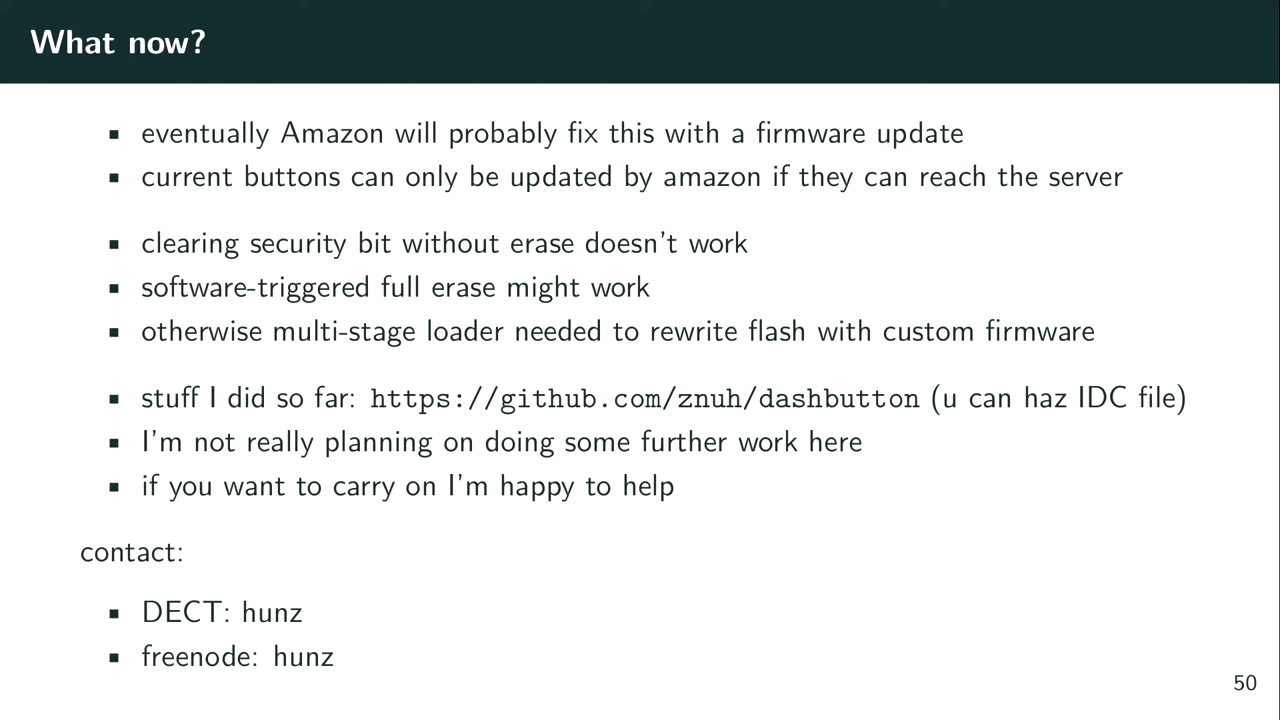 What now?
▪ eventually Amazon will probably fix this with a firmware update
▪ current buttons can only be updated by amazon if they can reach the server
▪ clearing security bit without erase doesn't work
▪ software-triggered full erase might work
▪ otherwise multi-stage loader needed to rewrite flash with custom firmware
▪ stuff I did so far: https://github.com/znuh/dashbutton (u can haz IDC file)
▪ I'm not really planning on doing some further work here
▪ if you want to carry on I'm happy to help
contact:
▪ DECT: hunz
▪ freenode: hunz
50